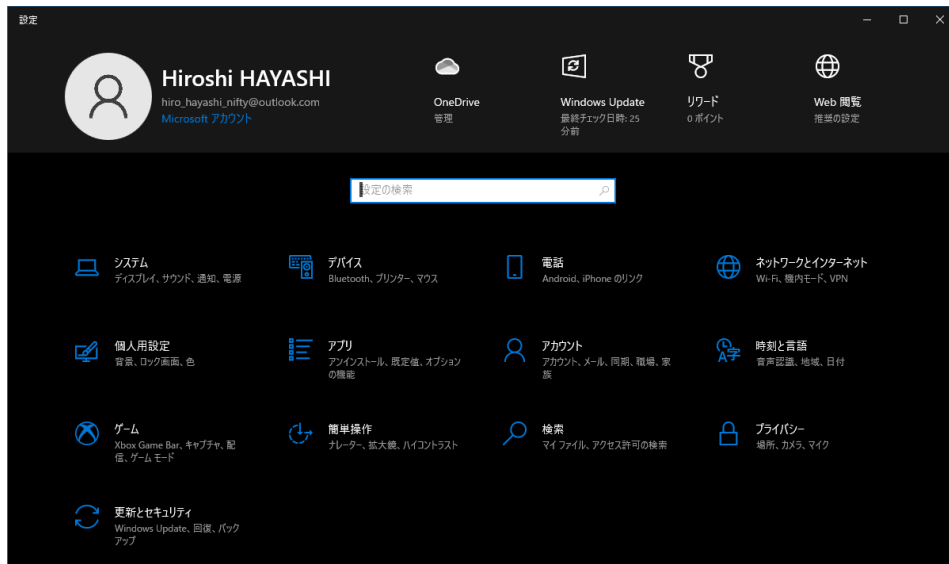 設定
Hiroshi HAYASHI
hiro_hayashi_nifty@outlook.com
Microsoft アカウント
OneDrive
管理
Windows Update
最終チェック日時: 25
分前
リワード
0 ポイント
Web 閲覧
推奨の設定
設定の検索
システム
ディスプレイ、サウンド、通知、電源
デバイス
Bluetooth、プリンター、マウス
電話
Android、iPhone のリンク
ネットワークとインターネット
Wi-Fi、機内モード、VPN
個人用設定
背景、ロック画面、色
アプリ
アンインストール、既定値、オプション
の機能
アカウント
アカウント、メール、同期、職場、家
族
時刻と言語
音声認識、地域、日付
ゲーム
Xbox Game Bar、キャプチャ、配
信、ゲーム モード
簡単操作
ナレーター、拡大鏡、ハイコントラスト
検索
マイ ファイル、アクセス許可の検索
プライバシー
場所、カメラ、マイク
更新とセキュリティ
Windows Update、回復、バック
アップ